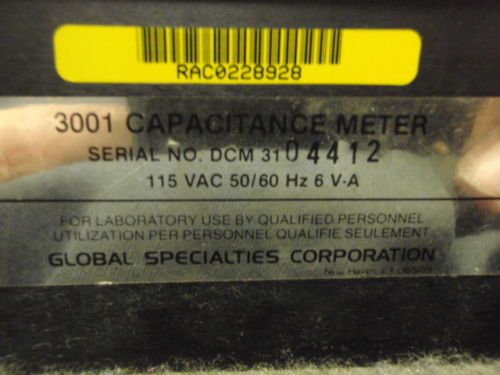 RAC0228928
3001 CAPACITANCE METER
SERIAL NO. DCM 3104412
115 VAC 50/60 Hz 6 V-A
FOR LABORATORY USE BY QUALIFIED PERSONNEL
UTILIZATION PER PERSONNEL QUALIFIE SEULEMENT
GLOBAL SPECIALTIES CORPORATION
New Haven, CT 06509